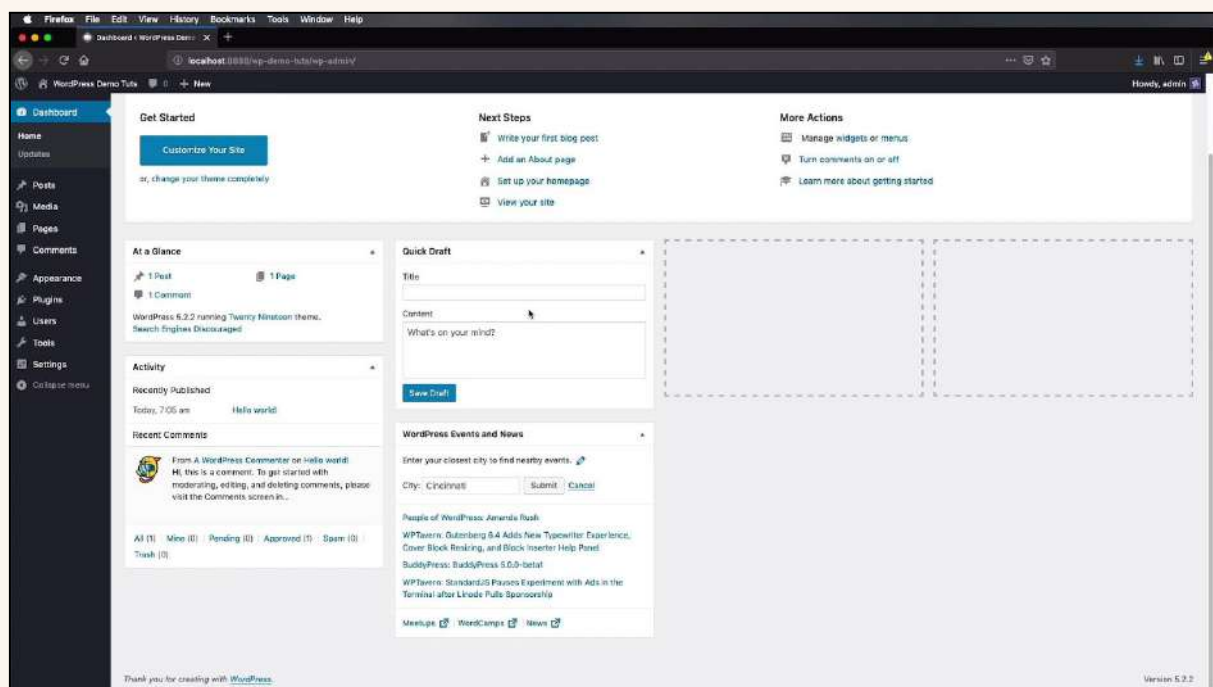 Firefox File Edit View History Bookmarks Tools Window Help
Dashboard ‹ WordPress Demo
localhost:8888/wp-demo-tuts/wp-admin/
WordPress Demo Tuts 0 + New Howdy, admin
Dashboard
Home
Updates
Posts
Media
Pages
Comments
Appearance
Plugins
Users
Tools
Settings
Collapse menu
Get Started
Customize Your Site
or, change your theme completely
Next Steps
Write your first blog post
Add an About page
Set up your homepage
View your site
More Actions
Manage widgets or menus
Turn comments on or off
Learn more about getting started
At a Glance
1 Post 1 Page
1 Comment
WordPress 5.2.2 running Twenty Nineteen theme.
Search Engines Discouraged
Activity
Recently Published
Today, 7:05 am Hello world!
Recent Comments
From A WordPress Commenter on Hello world!
Hi, this is a comment. To get started with
moderating, editing, and deleting comments, please
visit the Comments screen in…
All (1) | Mine (0) | Pending (0) | Approved (1) | Spam (0) |
Trash (0)
Quick Draft
Title
Content
What's on your mind?
Save Draft
WordPress Events and News
Enter your closest city to find nearby events.
City: Cincinnati Submit Cancel
People of WordPress: Amanda Rush
WPTavern: Gutenberg 6.4 Adds New Typewriter Experience,
Cover Block Resizing, and Block Inserter Help Panel
BuddyPress: BuddyPress 5.0.0-beta1
WPTavern: StandardJS Pauses Experiment with Ads in the
Terminal after Linode Pulls Sponsorship
Meetups | WordCamps | News
Thank you for creating with WordPress. Version 5.2.2